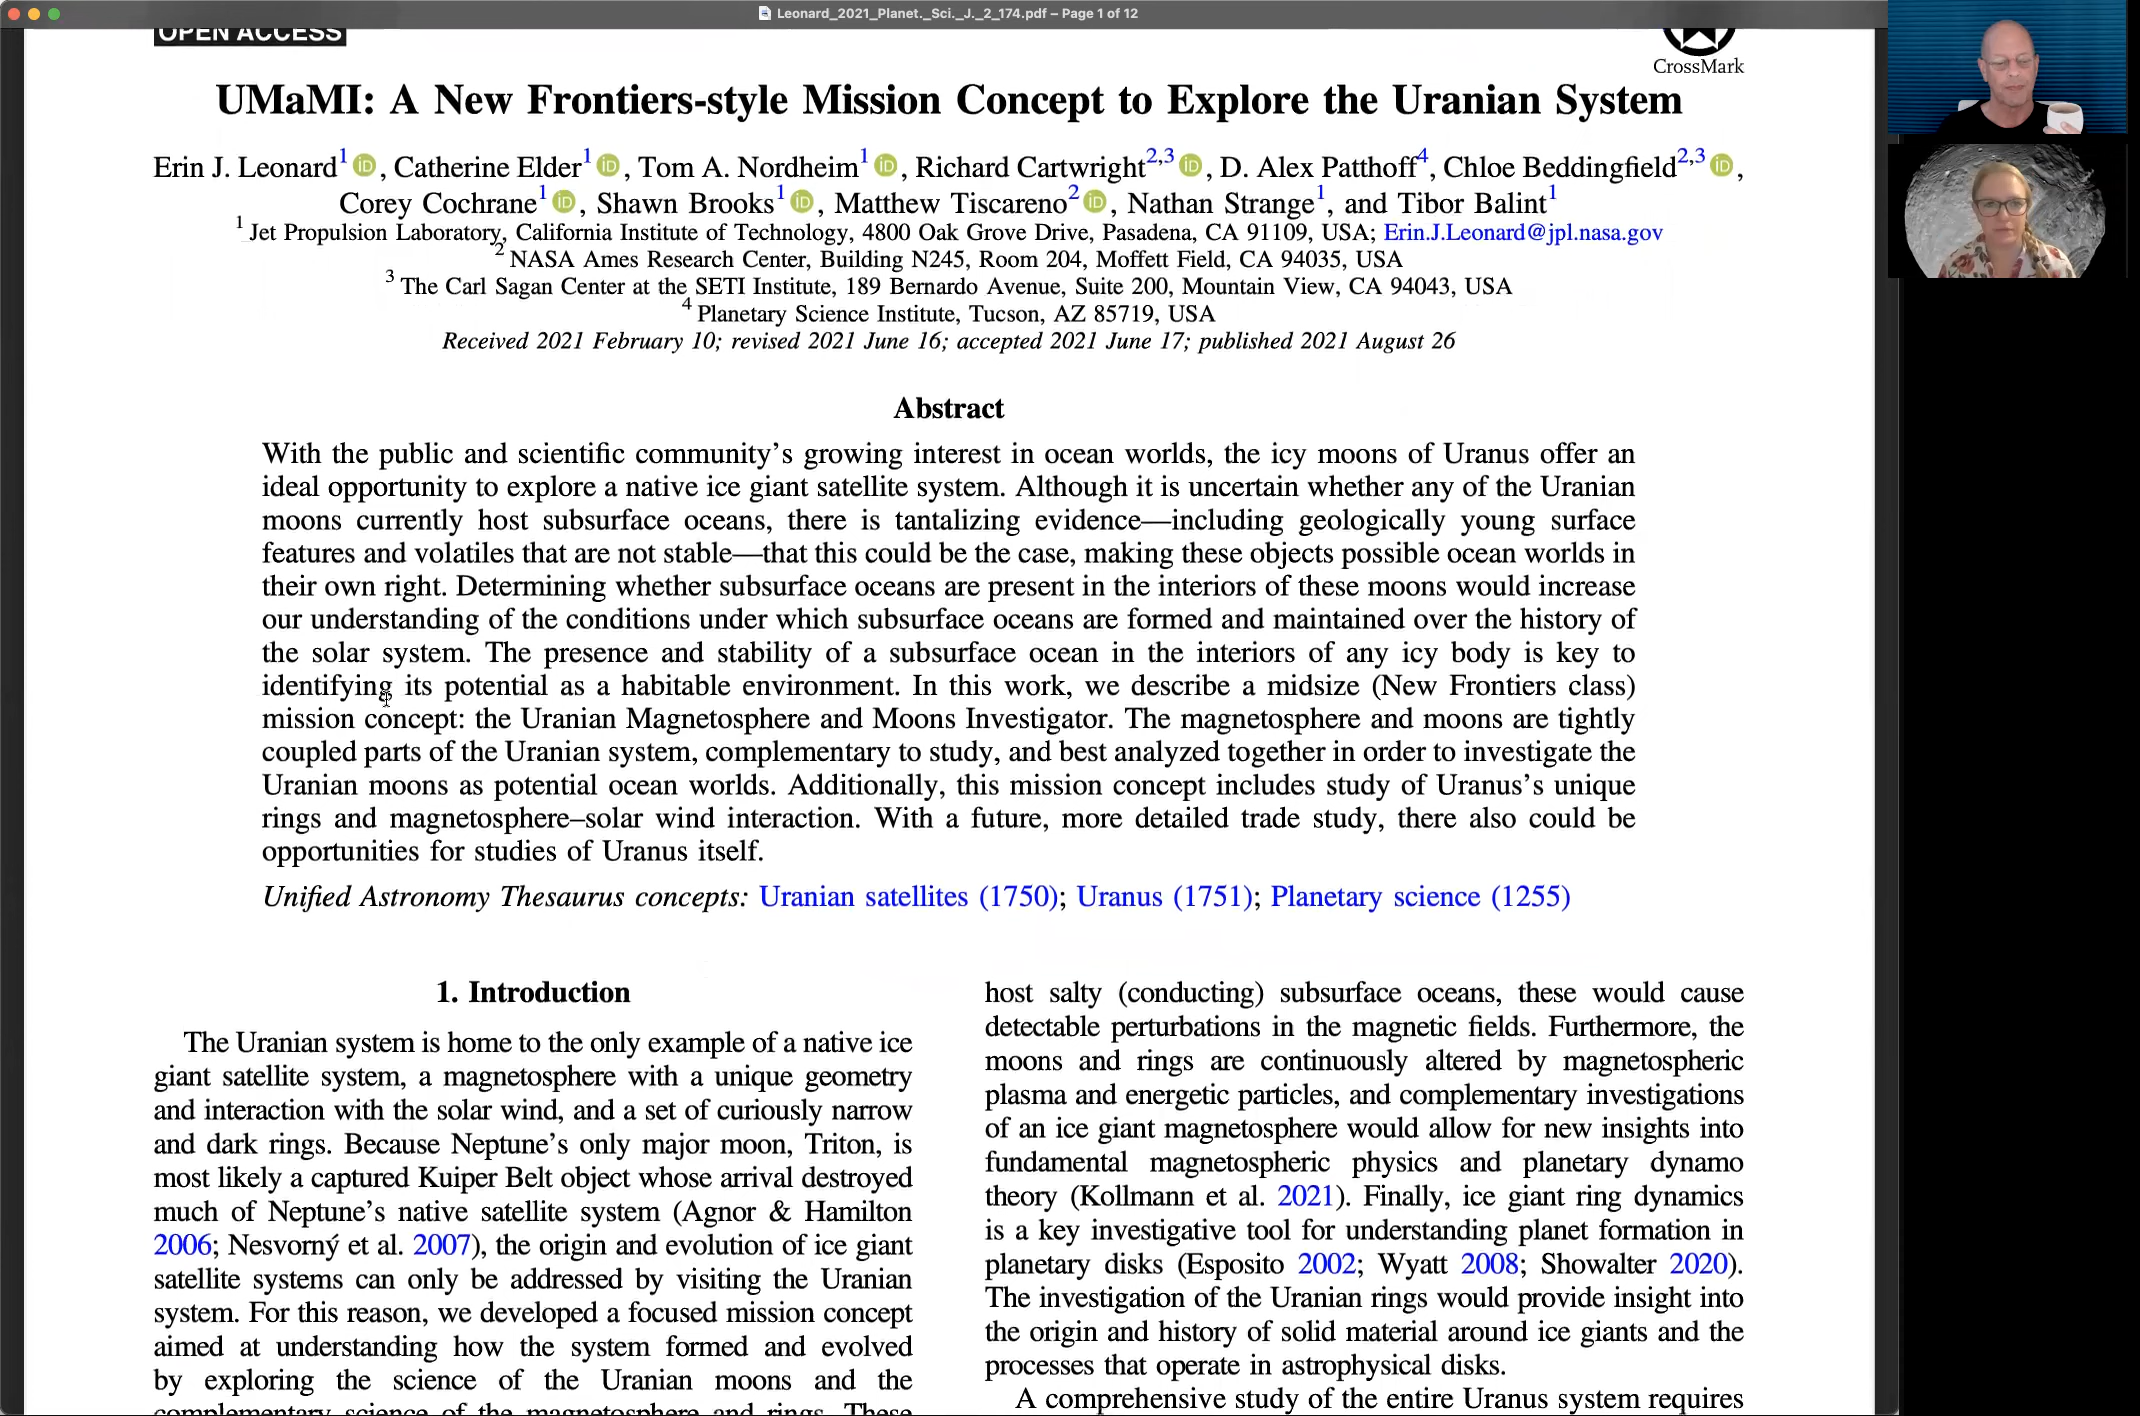 Leonard_2021_Planet._Sci._J._2_174.pdf – Page 1 of 12
OPEN ACCESS
CrossMark
UMaMI: A New Frontiers-style Mission Concept to Explore the Uranian System
Erin J. Leonard1 iD, Catherine Elder1 iD, Tom A. Nordheim1 iD, Richard Cartwright2,3 iD, D. Alex Patthoff4, Chloe Beddingfield2,3 iD,
Corey Cochrane1 iD, Shawn Brooks1 iD, Matthew Tiscareno2 iD, Nathan Strange1, and Tibor Balint1
1 Jet Propulsion Laboratory, California Institute of Technology, 4800 Oak Grove Drive, Pasadena, CA 91109, USA; Erin.J.Leonard@jpl.nasa.gov
2 NASA Ames Research Center, Building N245, Room 204, Moffett Field, CA 94035, USA
3 The Carl Sagan Center at the SETI Institute, 189 Bernardo Avenue, Suite 200, Mountain View, CA 94043, USA
4 Planetary Science Institute, Tucson, AZ 85719, USA
Received 2021 February 10; revised 2021 June 16; accepted 2021 June 17; published 2021 August 26
Abstract
With the public and scientific community's growing interest in ocean worlds, the icy moons of Uranus offer an
ideal opportunity to explore a native ice giant satellite system. Although it is uncertain whether any of the Uranian
moons currently host subsurface oceans, there is tantalizing evidence—including geologically young surface
features and volatiles that are not stable—that this could be the case, making these objects possible ocean worlds in
their own right. Determining whether subsurface oceans are present in the interiors of these moons would increase
our understanding of the conditions under which subsurface oceans are formed and maintained over the history of
the solar system. The presence and stability of a subsurface ocean in the interiors of any icy body is key to
identifying its potential as a habitable environment. In this work, we describe a midsize (New Frontiers class)
mission concept: the Uranian Magnetosphere and Moons Investigator. The magnetosphere and moons are tightly
coupled parts of the Uranian system, complementary to study, and best analyzed together in order to investigate the
Uranian moons as potential ocean worlds. Additionally, this mission concept includes study of Uranus's unique
rings and magnetosphere–solar wind interaction. With a future, more detailed trade study, there also could be
opportunities for studies of Uranus itself.
Unified Astronomy Thesaurus concepts: Uranian satellites (1750); Uranus (1751); Planetary science (1255)
1. Introduction
The Uranian system is home to the only example of a native ice
giant satellite system, a magnetosphere with a unique geometry
and interaction with the solar wind, and a set of curiously narrow
and dark rings. Because Neptune's only major moon, Triton, is
most likely a captured Kuiper Belt object whose arrival destroyed
much of Neptune's native satellite system (Agnor & Hamilton
2006; Nesvorný et al. 2007), the origin and evolution of ice giant
satellite systems can only be addressed by visiting the Uranian
system. For this reason, we developed a focused mission concept
aimed at understanding how the system formed and evolved
by exploring the science of the Uranian moons and the
complementary science of the magnetosphere and rings. These
host salty (conducting) subsurface oceans, these would cause
detectable perturbations in the magnetic fields. Furthermore, the
moons and rings are continuously altered by magnetospheric
plasma and energetic particles, and complementary investigations
of an ice giant magnetosphere would allow for new insights into
fundamental magnetospheric physics and planetary dynamo
theory (Kollmann et al. 2021). Finally, ice giant ring dynamics
is a key investigative tool for understanding planet formation in
planetary disks (Esposito 2002; Wyatt 2008; Showalter 2020).
The investigation of the Uranian rings would provide insight into
the origin and history of solid material around ice giants and the
processes that operate in astrophysical disks.
A comprehensive study of the entire Uranus system requires